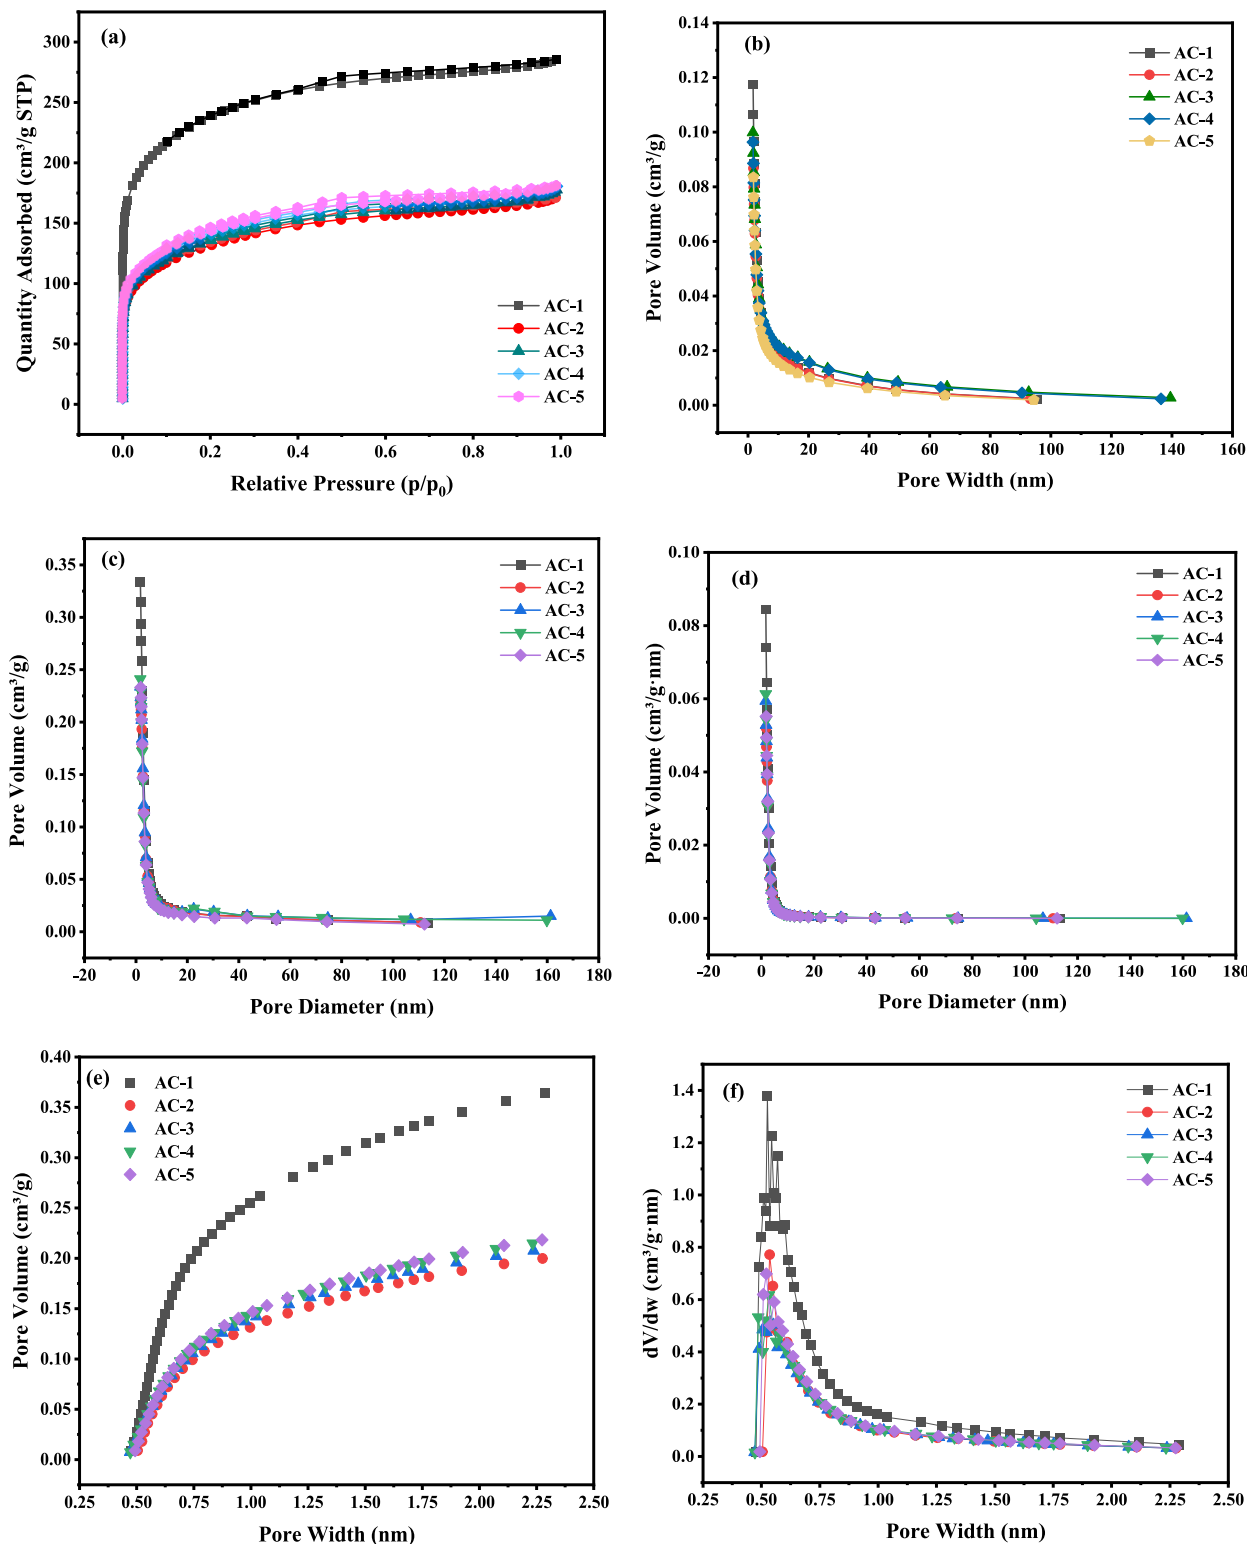 (a)
300
250
200
150
100
50
0
Quantity Adsorbed (cm³/g STP)
AC-1
AC-2
AC-3
AC-4
AC-5
0.0 0.2 0.4 0.6 0.8 1.0
Relative Pressure (p/p₀)
(b)
0.14
0.12
0.10
0.08
0.06
0.04
0.02
0.00
Pore Volume (cm³/g)
AC-1
AC-2
AC-3
AC-4
AC-5
0 20 40 60 80 100 120 140 160
Pore Width (nm)
(c)
0.35
0.30
0.25
0.20
0.15
0.10
0.05
0.00
Pore Volume (cm³/g)
AC-1
AC-2
AC-3
AC-4
AC-5
-20 0 20 40 60 80 100 120 140 160 180
Pore Diameter (nm)
(d)
0.10
0.08
0.06
0.04
0.02
0.00
Pore Volume (cm³/g·nm)
AC-1
AC-2
AC-3
AC-4
AC-5
-20 0 20 40 60 80 100 120 140 160 180
Pore Diameter (nm)
(e)
0.40
0.35
0.30
0.25
0.20
0.15
0.10
0.05
0.00
Pore Volume (cm³/g)
AC-1
AC-2
AC-3
AC-4
AC-5
0.25 0.50 0.75 1.00 1.25 1.50 1.75 2.00 2.25 2.50
Pore Width (nm)
(f)
1.4
1.2
1.0
0.8
0.6
0.4
0.2
0.0
dV/dw (cm³/g·nm)
AC-1
AC-2
AC-3
AC-4
AC-5
0.25 0.50 0.75 1.00 1.25 1.50 1.75 2.00 2.25 2.50
Pore Width (nm)